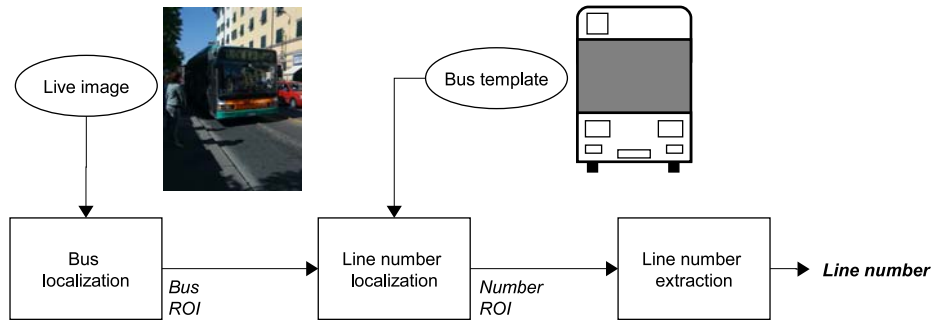 Live image
Bus template
Bus
localization
Bus
ROI
Line number
localization
Number
ROI
Line number
extraction
Line number